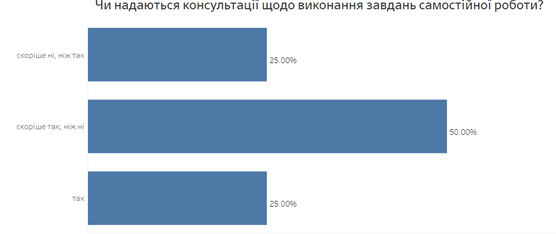 Чи надаються консультації щодо виконання завдань самостійної роботи?
скоріше ні, ніж так
25.00%
скоріше так, ніж ні
50.00%
так
25.00%